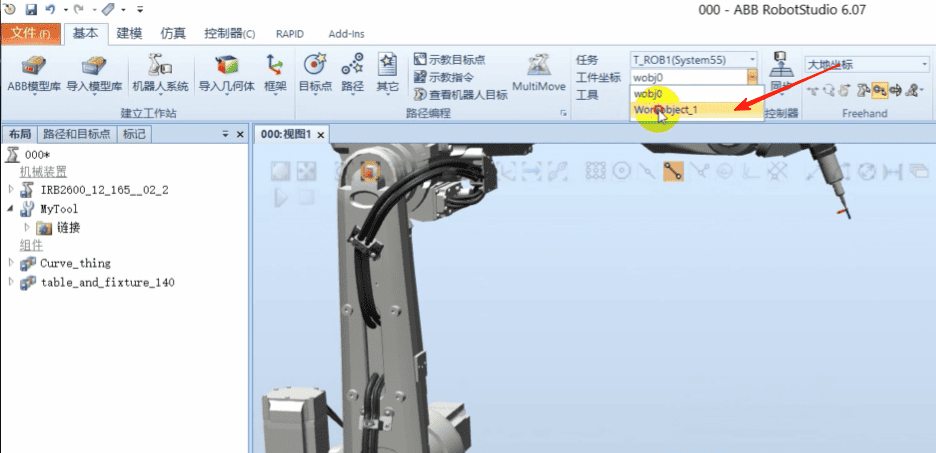 000 - ABB RobotStudio 6.07
文件(F) 基本 建模 仿真 控制器(C) RAPID Add-Ins
ABB模型库 导入模型库 机器人系统 导入几何体 框架
建立工作站
目标点 路径 其它
示教目标点
示教指令
查看机器人目标
MultiMove
路径编程
任务 T_ROB1(System55)
工件坐标 wobj0
工具
wobj0
Workobject_1
同步
控制器
大地坐标
Freehand
布局 路径和目标点 标记
000*
机械装置
IRB2600_12_165__02_2
MyTool
链接
组件
Curve_thing
table_and_fixture_140
000:视图1